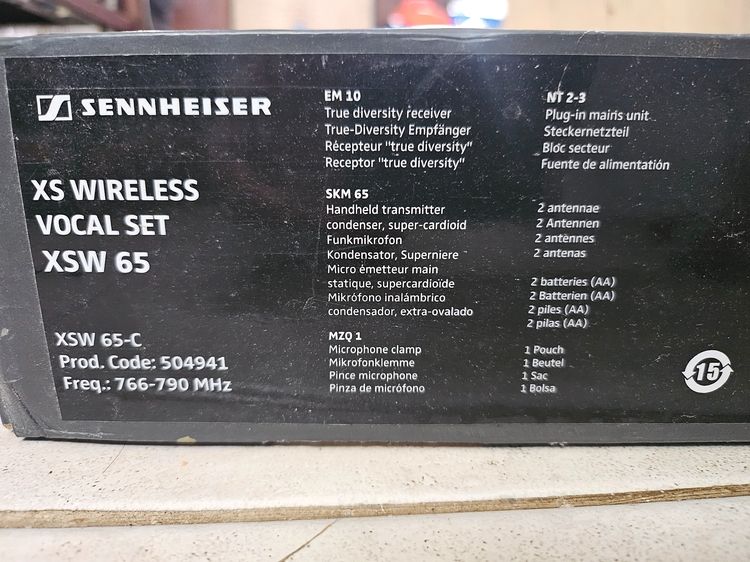 SENNHEISER
XS WIRELESS
VOCAL SET
XSW 65
XSW 65-C
Prod. Code: 504941
Freq.: 766-790 MHz
EM 10
True diversity receiver
True-Diversity Empfänger
Récepteur "true diversity"
Receptor "true diversity"
SKM 65
Handheld transmitter
condenser, super-cardioid
Funkmikrofon
Kondensator, Superniere
Micro émetteur main
statique, supercardioïde
Mikrófono inalámbrico
condensador, extra-ovalado
MZQ 1
Microphone clamp
Mikrofonklemme
Pince microphone
Pinza de micrófono
NT 2-3
Plug-in mains unit
Steckernetzteil
Bloc secteur
Fuente de alimentatión
2 antennae
2 Antennen
2 antènnes
2 antenas
2 batteries (AA)
2 Batterien (AA)
2 piles (AA)
2 pilas (AA)
1 Pouch
1 Beutel
1 Sac
1 Bolsa
15